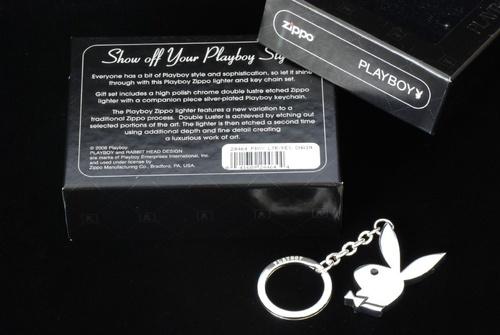 zippo
PLAYBOY
Show off Your Playboy
Everyone has a bit of Playboy style and sophistication, so let it shine
through with this Playboy Zippo lighter and key chain set.
Gift set includes a high polish chrome double lustre etched Zippo
lighter with a companion piece silver-plated Playboy keychain.
The Playboy Zippo lighter features a new variation to a
traditional Zippo process. Double Luster is achieved by etching out
selected portions of the art. The lighter is then etched a second time
using additional depth and fine detail creating
a luxurious work of art.
© 2008 Playboy
PLAYBOY and RABBIT HEAD DESIGN
are marks of Playboy Enterprises International, Inc.
and used under license by
Zippo Manufacturing Co., Bradford, PA, USA.
PLAYBOY